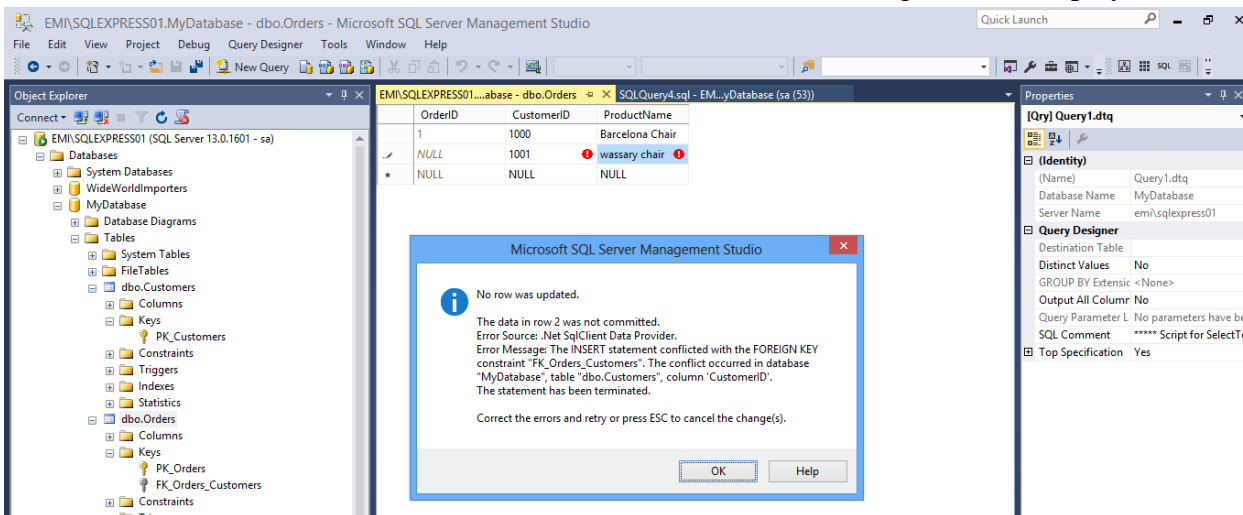 EMI\SQLEXPRESS01.MyDatabase - dbo.Orders - Microsoft SQL Server Management Studio
Quick Launch
File Edit View Project Debug Query Designer Tools Window Help
New Query
SQL
Object Explorer
Connect
EMI\SQLEXPRESS01 (SQL Server 13.0.1601 - sa)
Databases
System Databases
WideWorldImporters
MyDatabase
Database Diagrams
Tables
System Tables
FileTables
dbo.Customers
Columns
Keys
PK_Customers
Constraints
Triggers
Indexes
Statistics
dbo.Orders
Columns
Keys
PK_Orders
FK_Orders_Customers
Constraints
EMI\SQLEXPRESS01....abase - dbo.Orders
SQLQuery4.sql - EM...yDatabase (sa (53))
OrderID CustomerID ProductName
1 1000 Barcelona Chair
NULL 1001 wassary chair
NULL NULL NULL
Microsoft SQL Server Management Studio
No row was updated.
The data in row 2 was not committed.
Error Source: .Net SqlClient Data Provider.
Error Message: The INSERT statement conflicted with the FOREIGN KEY
constraint "FK_Orders_Customers". The conflict occurred in database
"MyDatabase", table "dbo.Customers", column 'CustomerID'.
The statement has been terminated.
Correct the errors and retry or press ESC to cancel the change(s).
OK Help
Properties
[Qry] Query1.dtq
(Identity)
(Name) Query1.dtq
Database Name MyDatabase
Server Name emi\sqlexpress01
Query Designer
Destination Table
Distinct Values No
GROUP BY Extensic <None>
Output All Columr No
Query Parameter L No parameters have be
SQL Comment ***** Script for SelectT
Top Specification Yes